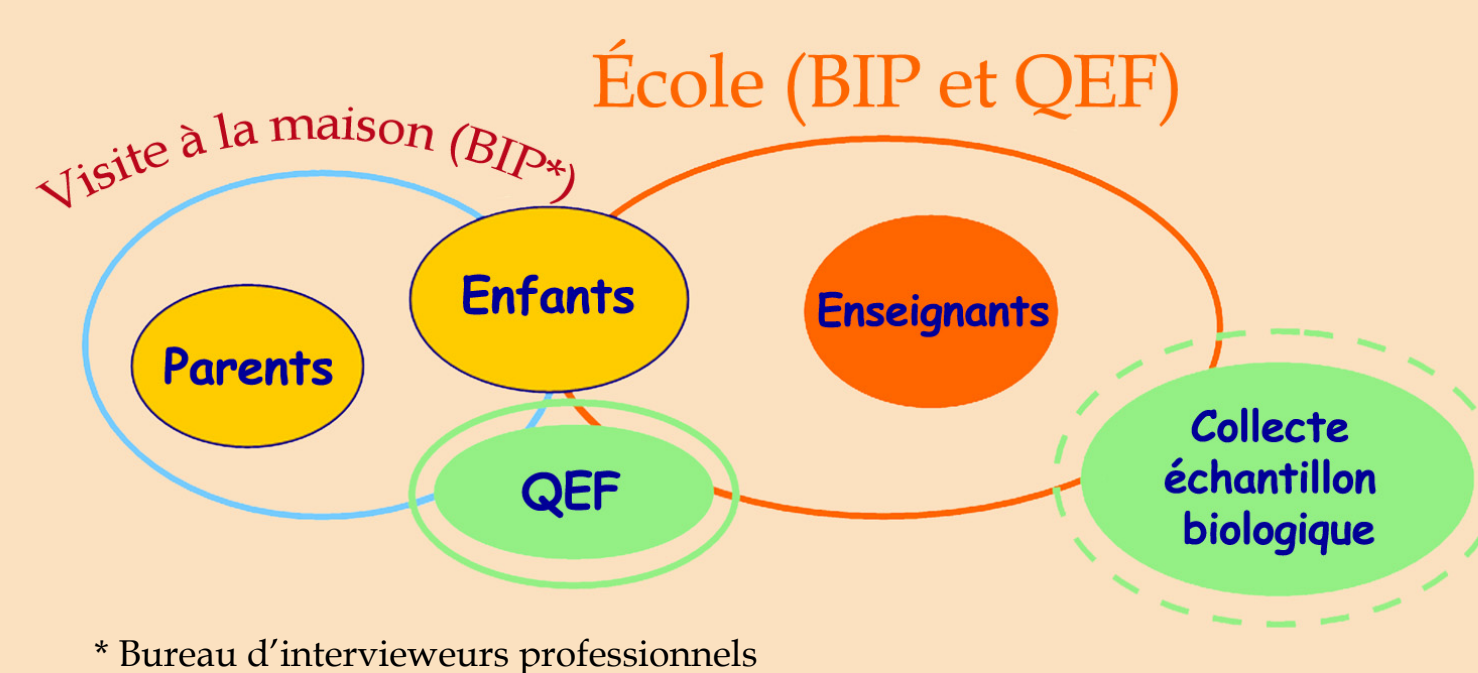 École (BIP et QEF)
Visite à la maison (BIP*)
Enfants
Enseignants
Parents
Collecte
échantillon
biologique
QEF
* Bureau d’intervieweurs professionnels